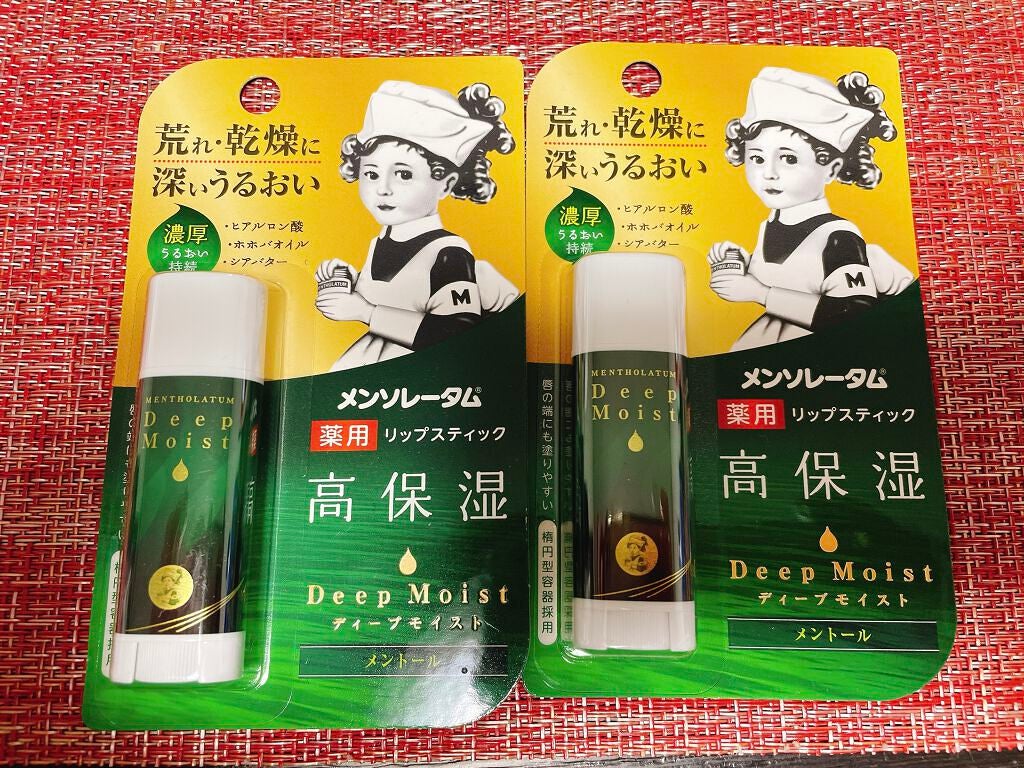 荒れ・乾燥に
深いうるおい
濃厚
うるおい
持続
・ヒアルロン酸
・ホホバオイル
・シアバター
MENTHOLATUM
M
メンソレータム®
薬用 リップスティック
高保湿
Deep Moist
ディープモイスト
メントール
MENTHOLATUM
Deep
Moist
荒れ・乾燥に
深いうるおい
濃厚
うるおい
持続
・ヒアルロン酸
・ホホバオイル
・シアバター
MENTHOLATUM
M
メンソレータム®
薬用 リップスティック
高保湿
Deep Moist
ディープモイスト
メントール
MENTHOLATUM
Deep
Moist
唇の端にも塗りやすい
楕円型容器採用